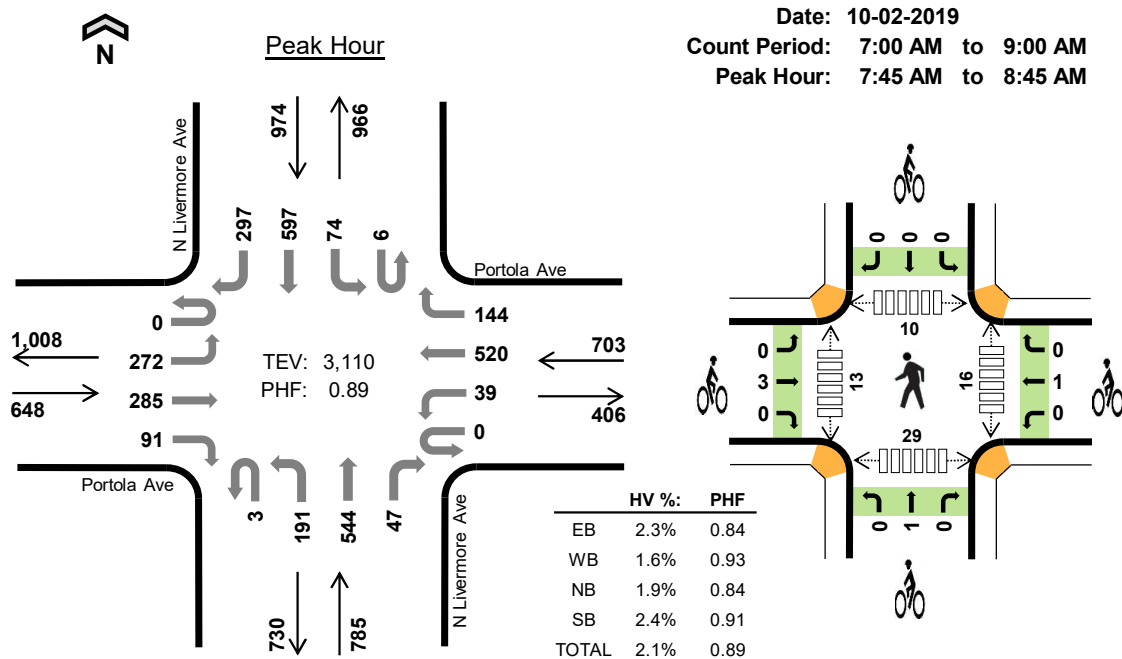 Date: 10-02-2019
Count Period: 7:00 AM to 9:00 AM
Peak Hour: 7:45 AM to 8:45 AM
N
Peak Hour
974
966
N Livermore Ave
297
597
74
6
Portola Ave
0
144
1,008
272
520
703
TEV: 3,110
PHF: 0.89
648
285
39
406
91
0
Portola Ave
3
191
544
47
N Livermore Ave
730
785
0 0 0
10
0
3
0
13
16
0
1
0
29
0 1 0
HV %: PHF
EB 2.3% 0.84
WB 1.6% 0.93
NB 1.9% 0.84
SB 2.4% 0.91
TOTAL 2.1% 0.89